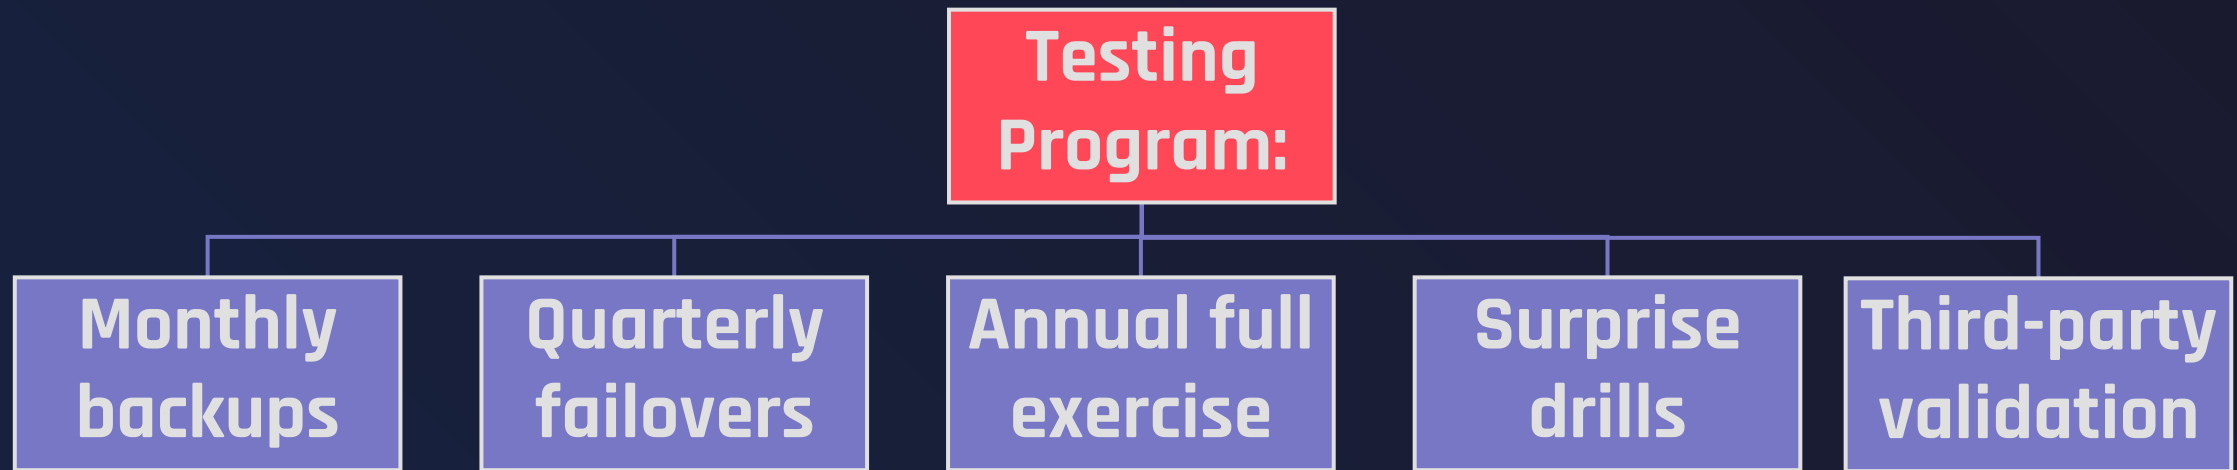 Testing
Program:
Monthly
backups
Quarterly
failovers
Annual full
exercise
Surprise
drills
Third-party
validation